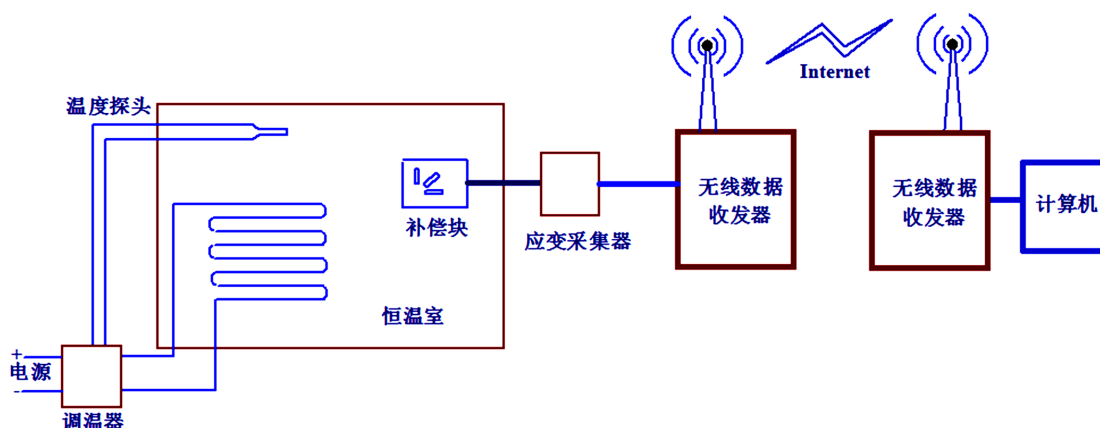 Internet
温度探头
无线数据
收发器
无线数据
收发器
计算机
补偿块
应变采集器
恒温室
+
电源
-
调温器